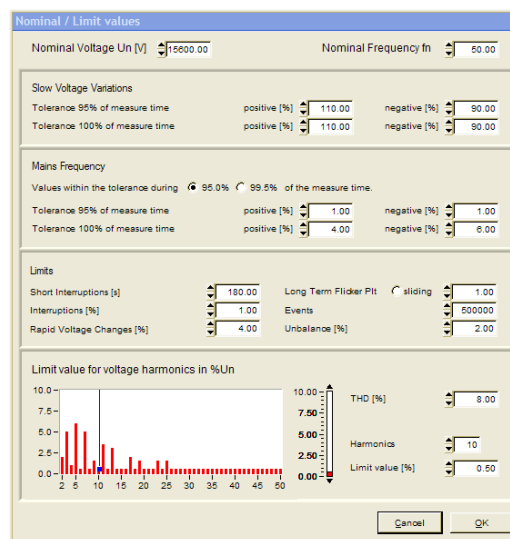 Nominal / Limit values
Nominal Voltage Un [V] 15600.00 Nominal Frequency fn 50.00
Slow Voltage Variations
Tolerance 95% of measure time positive [%] 110.00 negative [%] 90.00
Tolerance 100% of measure time positive [%] 110.00 negative [%] 90.00
Mains Frequency
Values within the tolerance during 95.0% 99.5% of the measure time.
Tolerance 95% of measure time positive [%] 1.00 negative [%] 1.00
Tolerance 100% of measure time positive [%] 4.00 negative [%] 6.00
Limits
Short Interruptions [s] 180.00 Long Term Flicker Plt sliding 1.00
Interruptions [%] 1.00 Events 500000
Rapid Voltage Changes [%] 4.00 Unbalance [%] 2.00
Limit value for voltage harmonics in %Un
10.0 10.00 THD [%] 8.00
7.5 7.50
5.0 5.00 Harmonics 10
2.5 2.50 Limit value [%] 0.50
0.0 0.00
2 5 10 15 20 25 30 35 40 45 50
Cancel OK